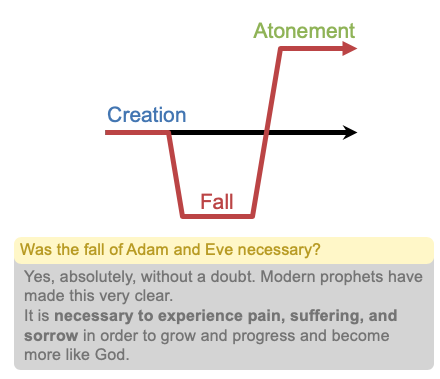 Atonement
Creation
Fall
Was the fall of Adam and Eve necessary?
Yes, absolutely, without a doubt. Modern prophets have
made this very clear.
It is necessary to experience pain, suffering, and
sorrow in order to grow and progress and become
more like God.